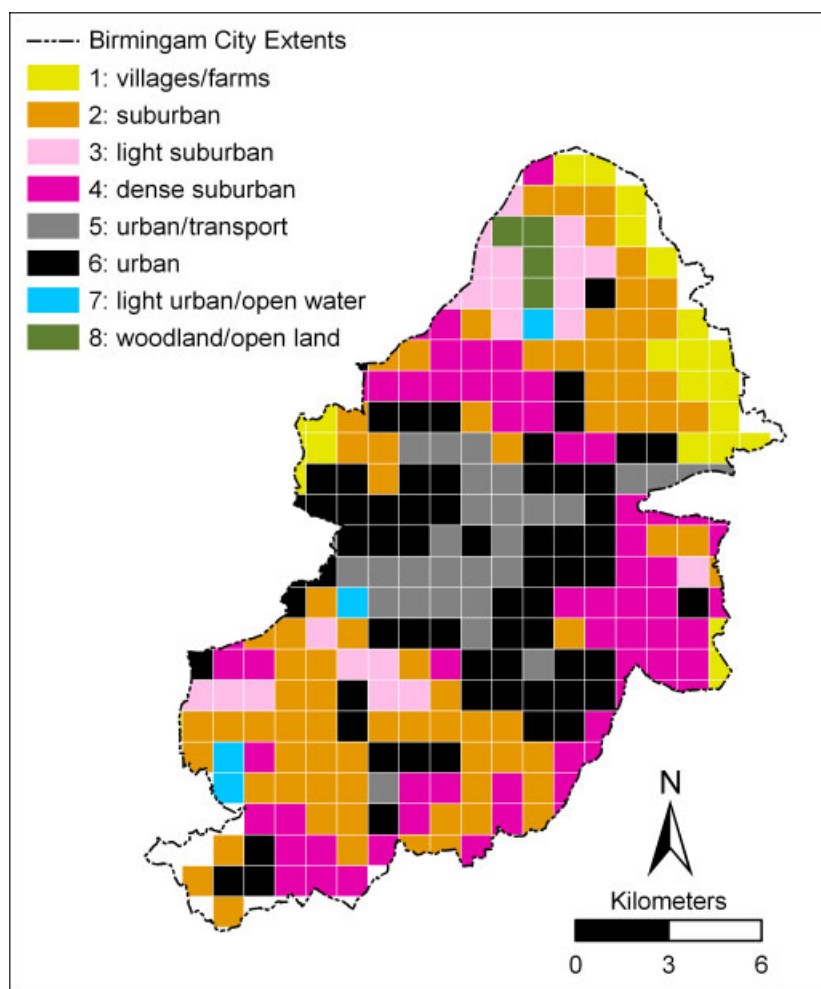 Birmingam City Extents
1: villages/farms
2: suburban
3: light suburban
4: dense suburban
5: urban/transport
6: urban
7: light urban/open water
8: woodland/open land
N
Kilometers
0 3 6